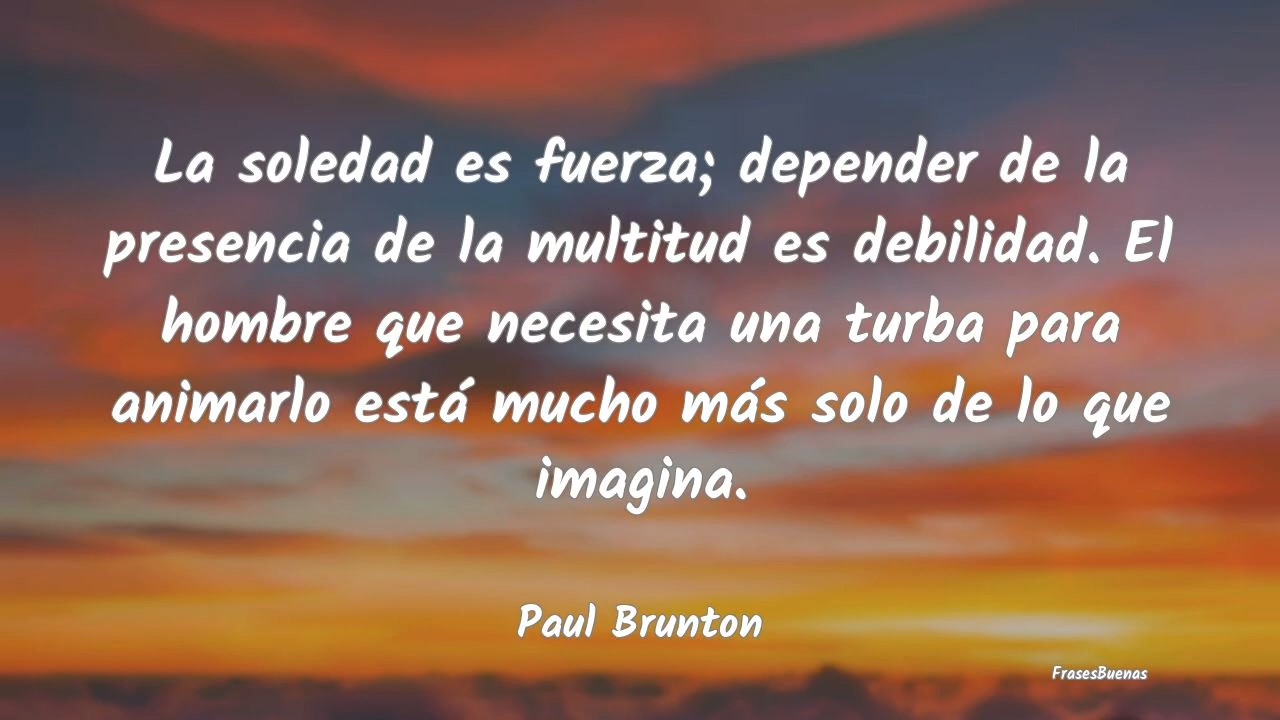 La soledad es fuerza; depender de la
presencia de la multitud es debilidad. El
hombre que necesita una turba para
animarlo está mucho más solo de lo que
imagina.
Paul Brunton
FrasesBuenas